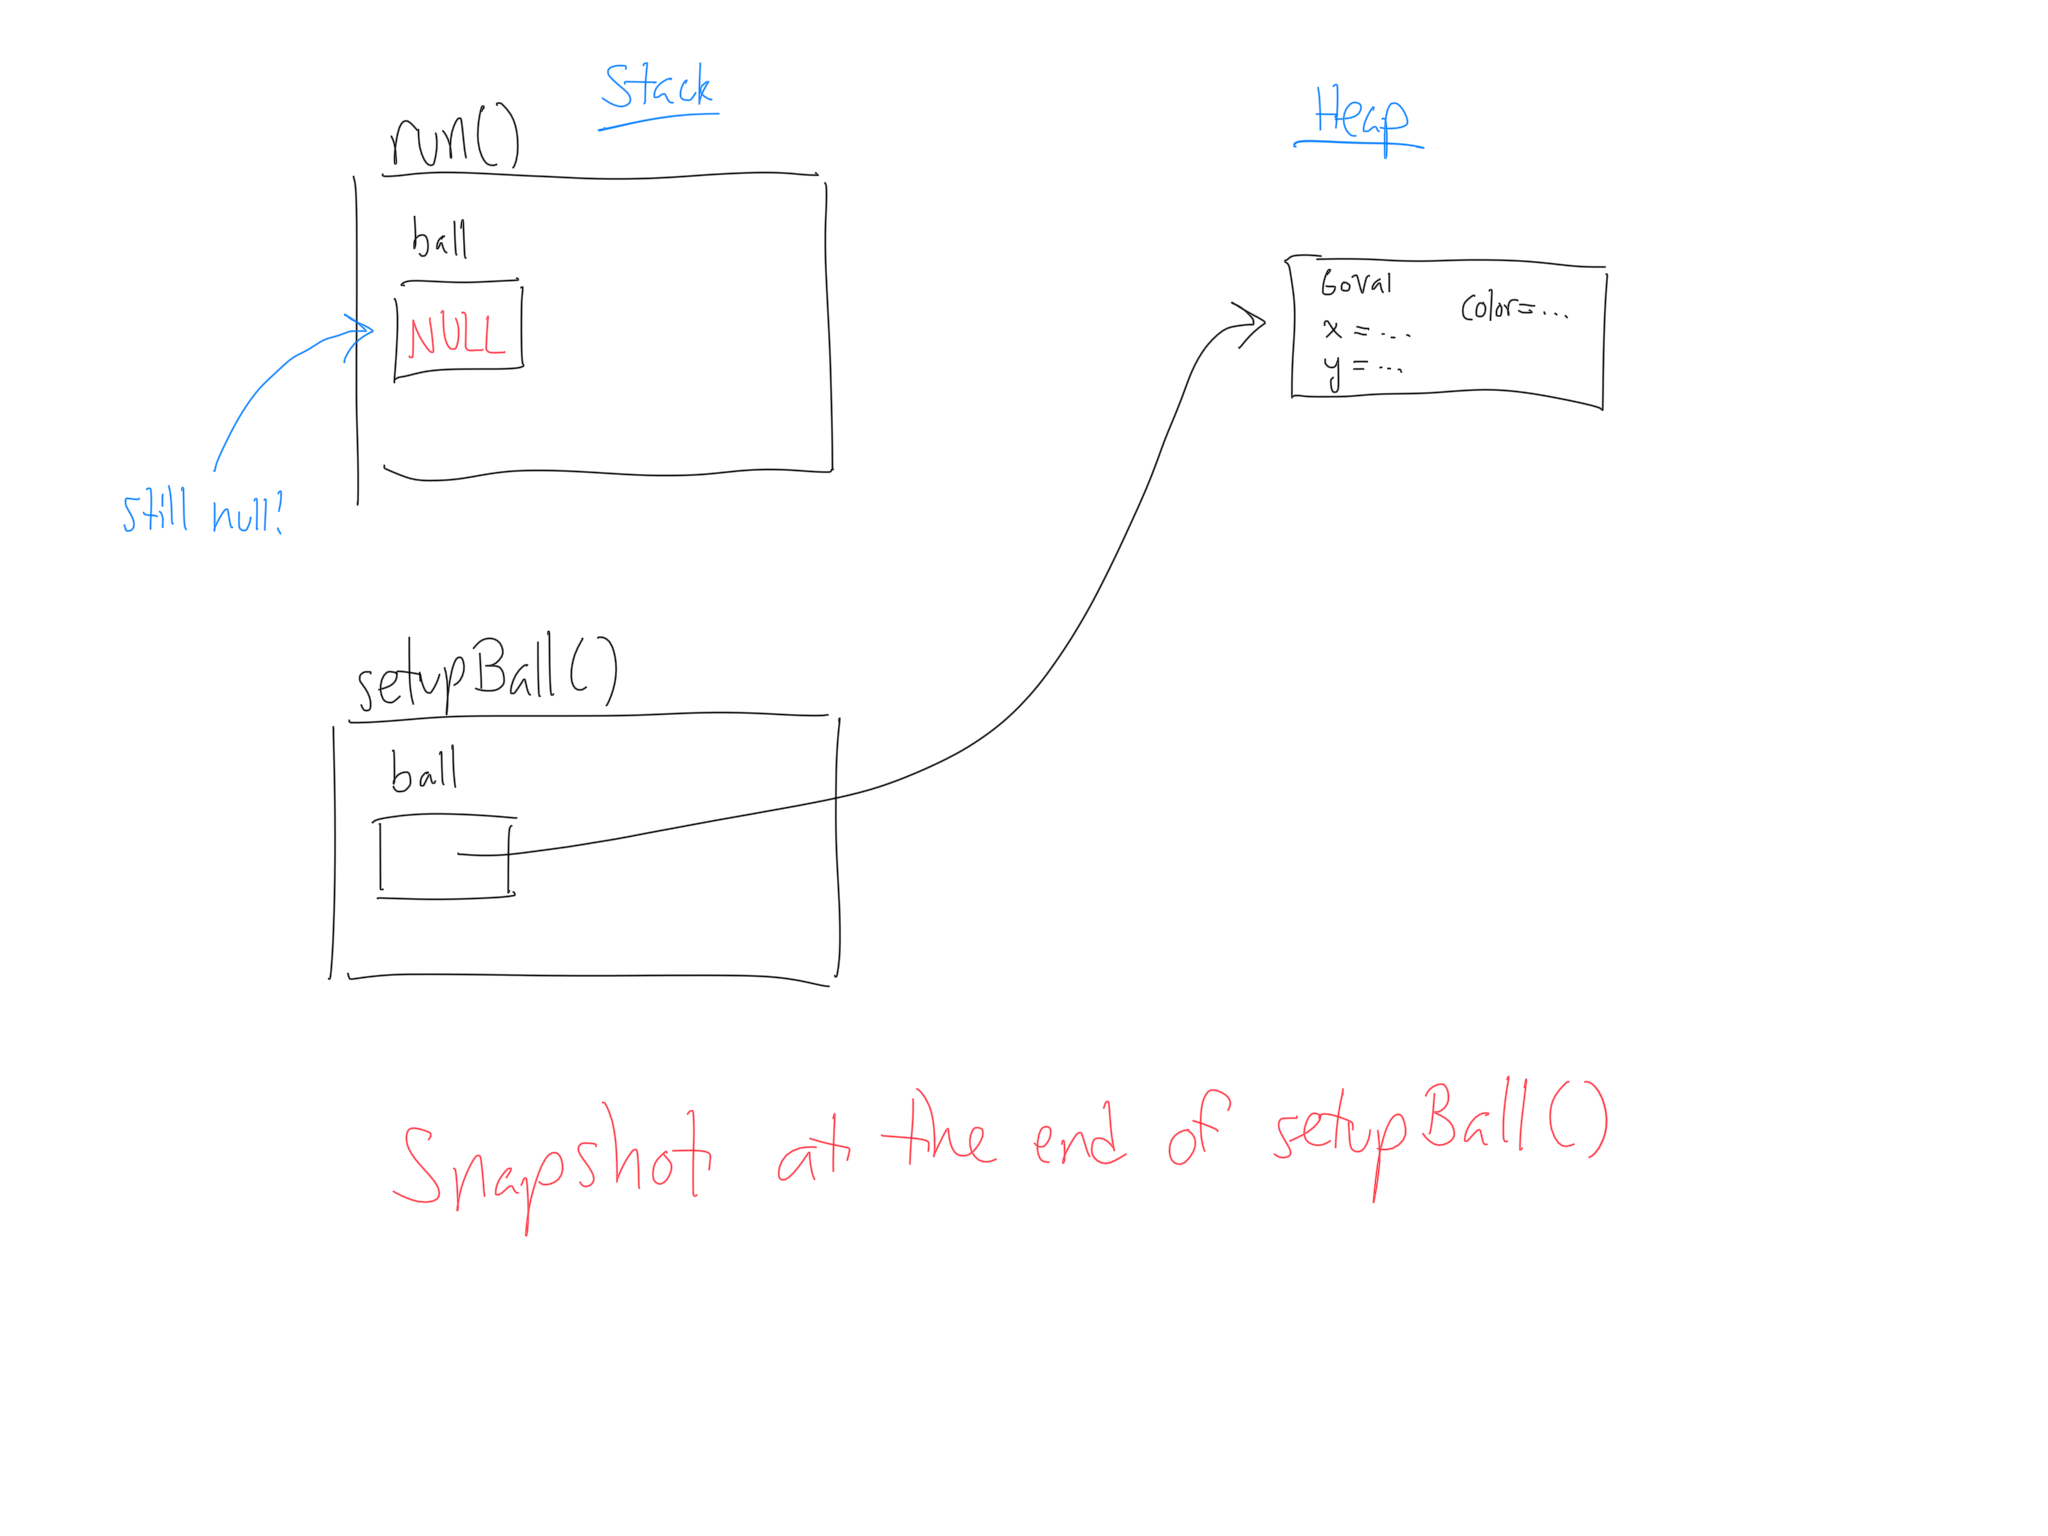 Stack
Heap
run()
ball
NULL
still null!
GOval
x = ...
y = ...
color=...
setupBall()
ball
Snapshot at the end of setupBall()